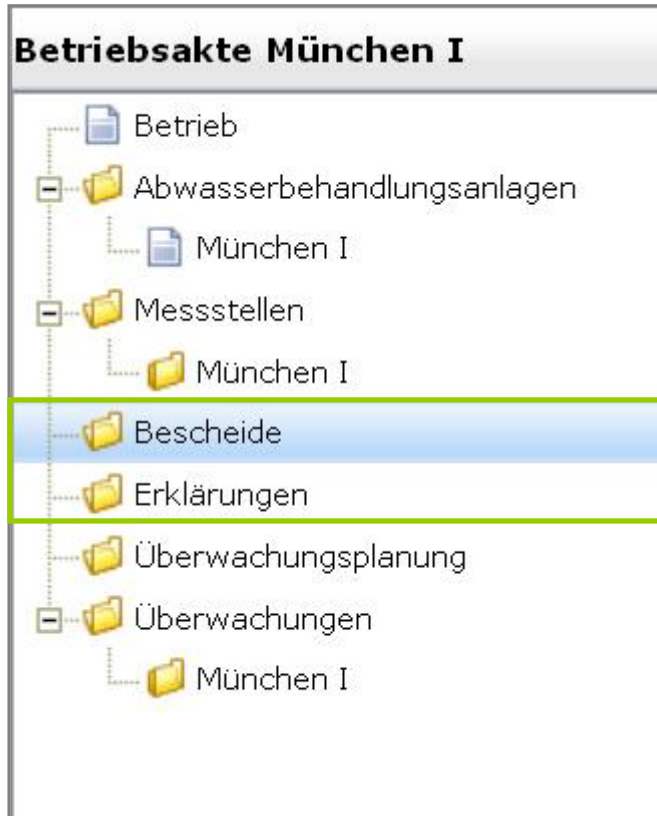 Betriebsakte München I
Betrieb
Abwasserbehandlungsanlagen
München I
Messstellen
München I
Bescheide
Erklärungen
Überwachungsplanung
Überwachungen
München I